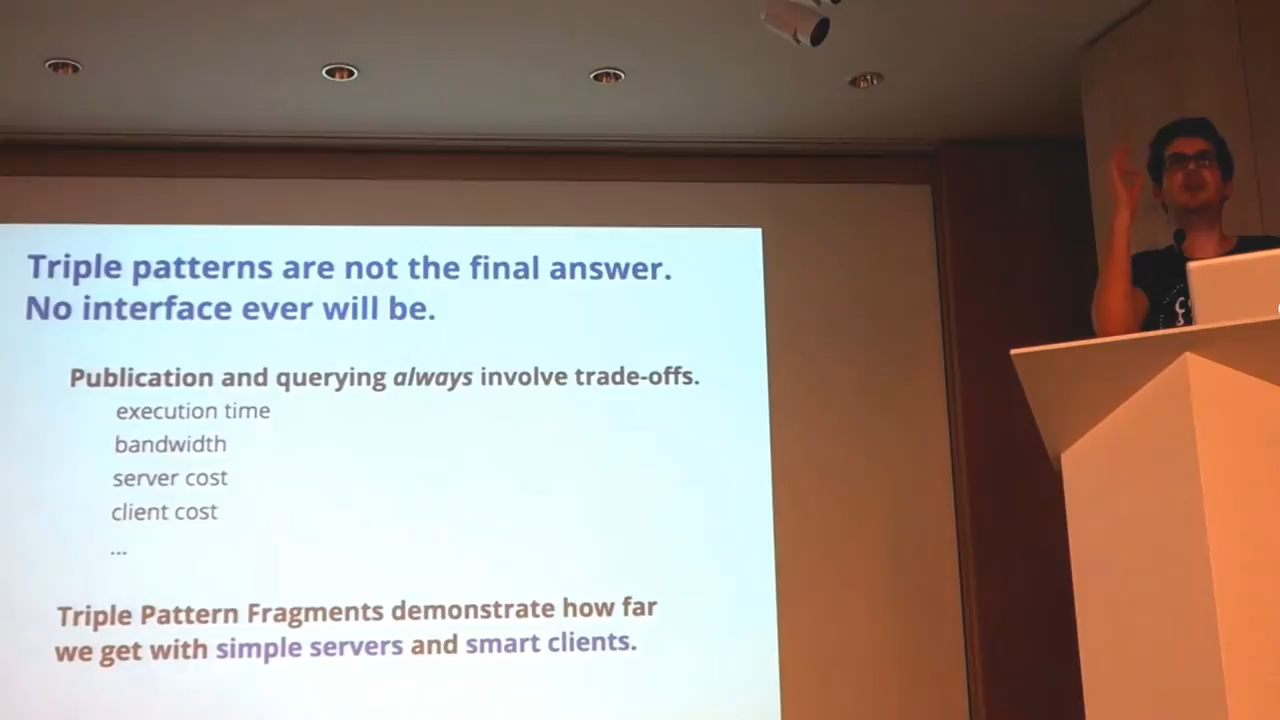 Triple patterns are not the final answer.
No interface ever will be.
Publication and querying always involve trade-offs.
execution time
bandwidth
server cost
client cost
...
Triple Pattern Fragments demonstrate how far
we get with simple servers and smart clients.